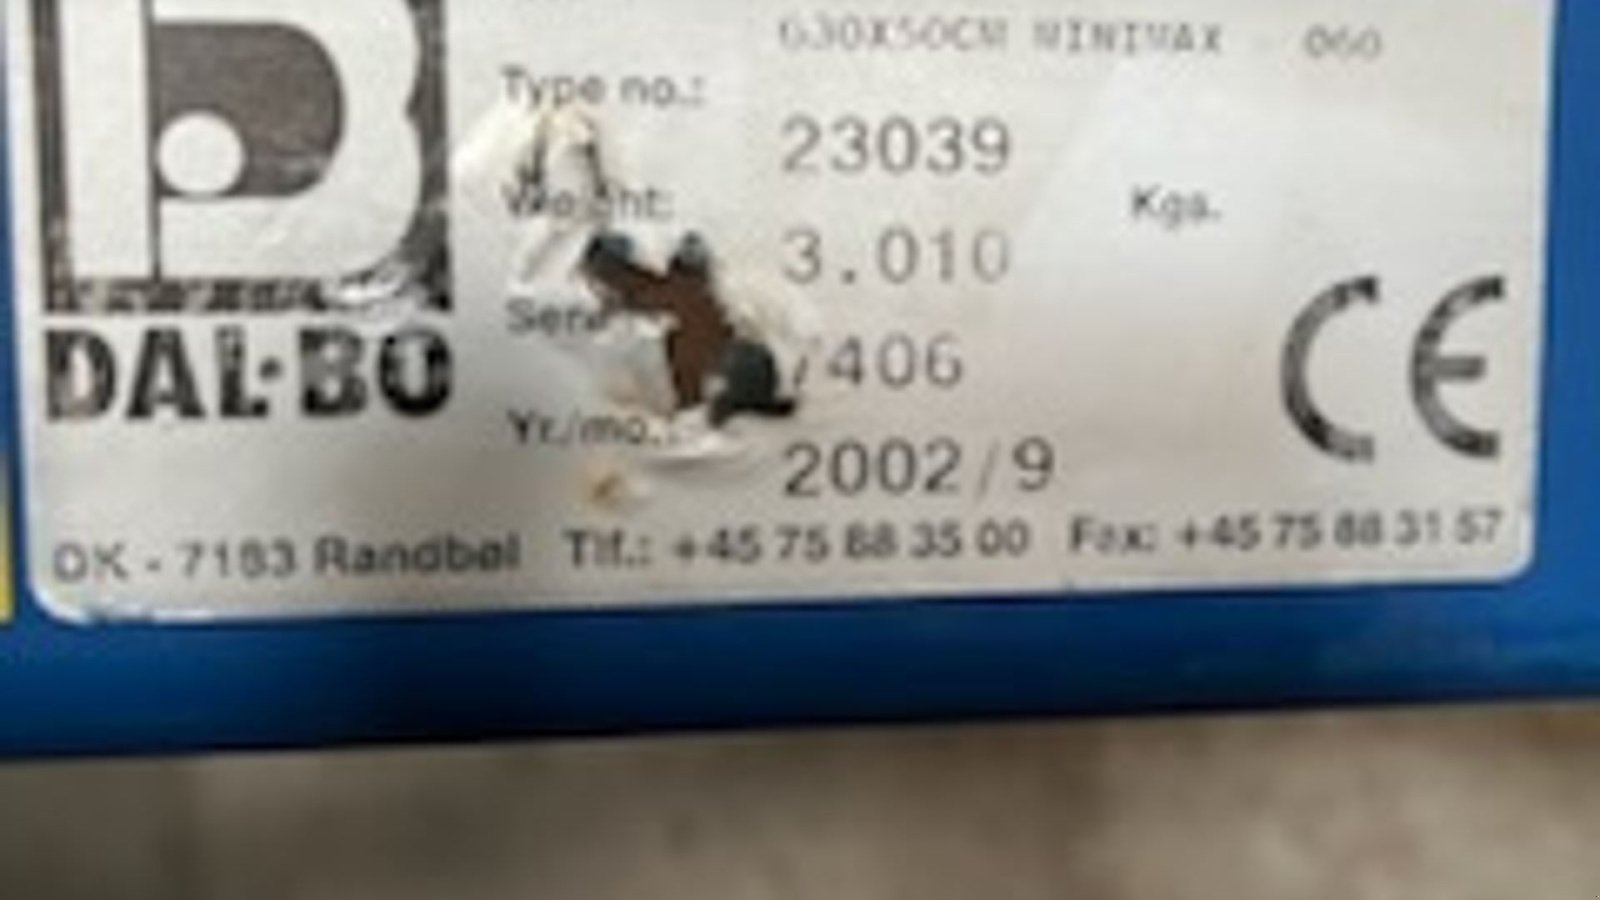 630X50CM MINIMAX 060
Type no.:
23039
Weight: Kgs.
3.010
/406
Yr./mo.:
2002/9
DAL-BO
DK - 7183 Randbøl Tlf.: +45 75 88 35 00 Fax: +45 75 88 31 57